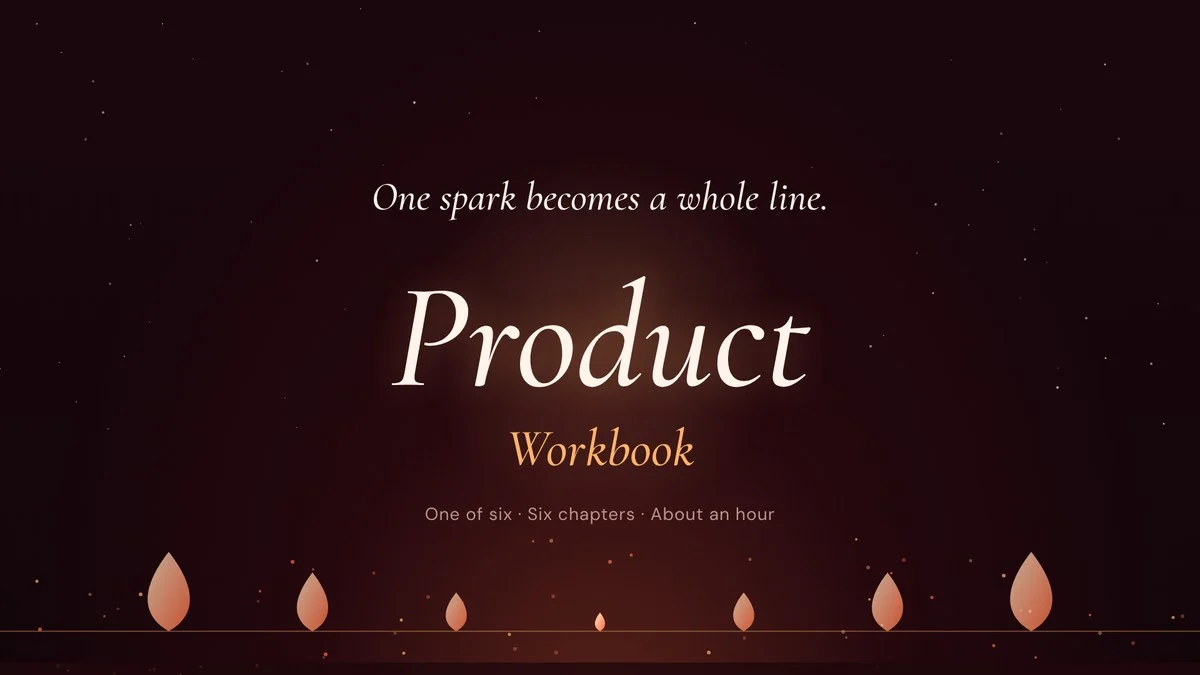 One spark becomes a whole line.
Product
Workbook
One of six · Six chapters · About an hour